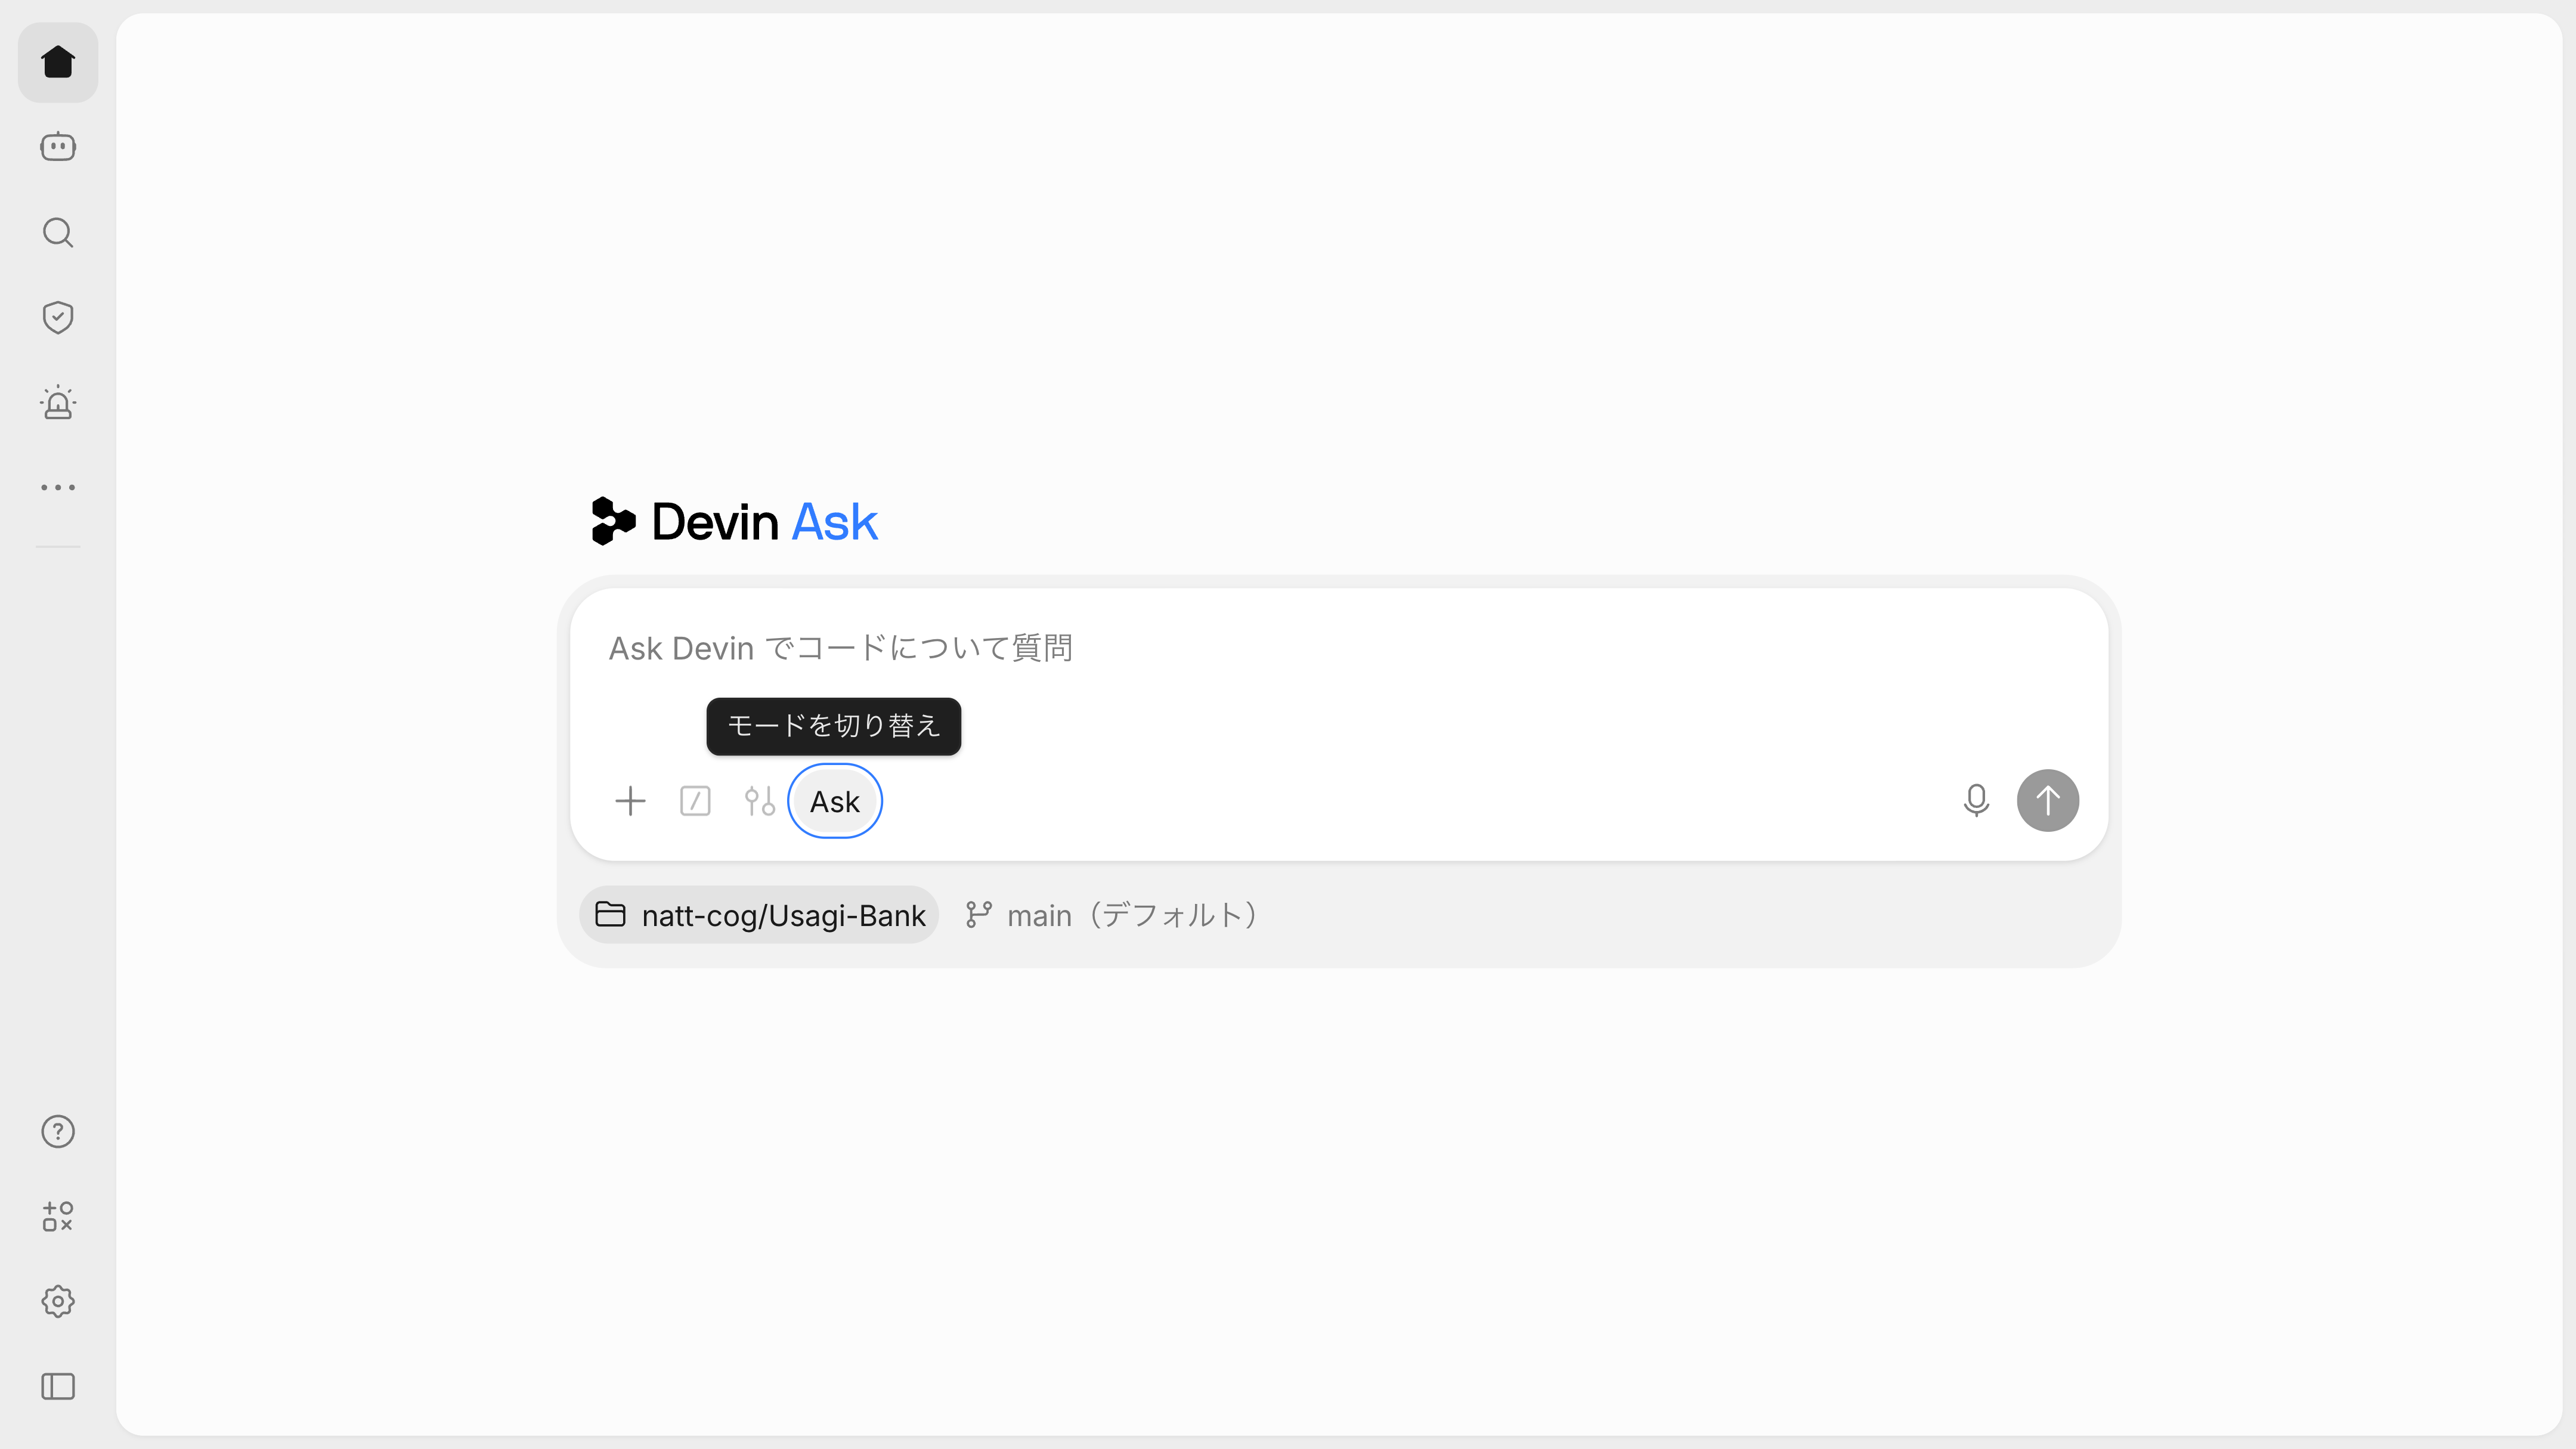 Devin Ask
Ask Devin でコードについて質問
モードを切り替え
Ask
natt-cog/Usagi-Bank
main（デフォルト）